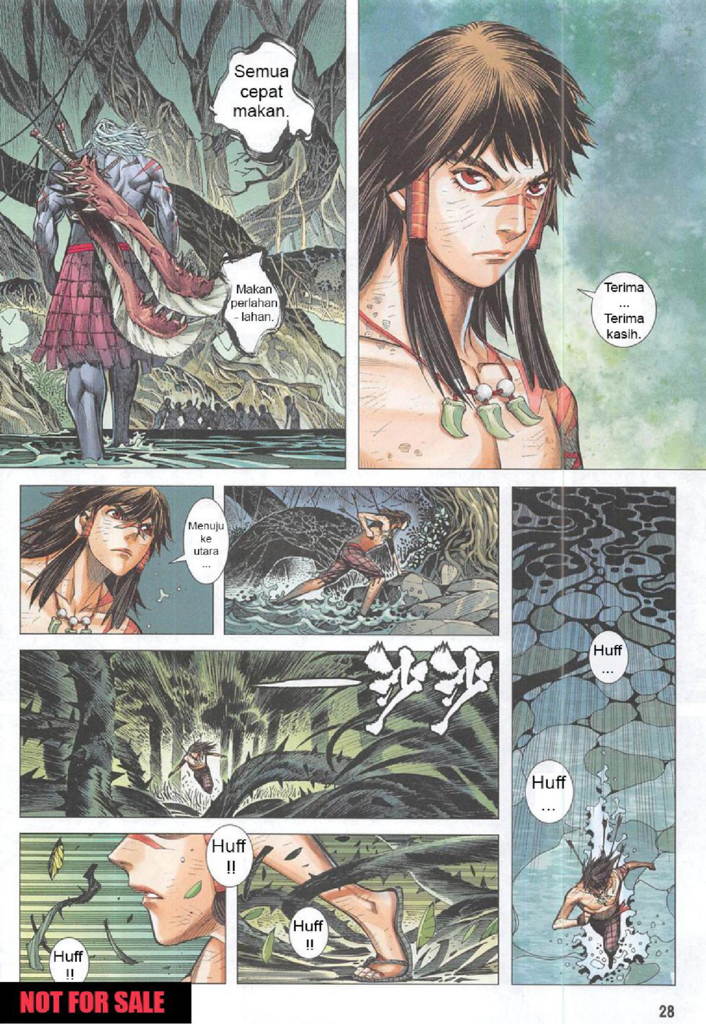 Semua
cepat
makan.
Makan
perlahan
- lahan.
Terima
...
Terima
kasih.
Menuju
ke
utara
...
沙沙
Huff
...
Huff
...
Huff
!!
Huff
!!
Huff
!!
NOT FOR SALE
28